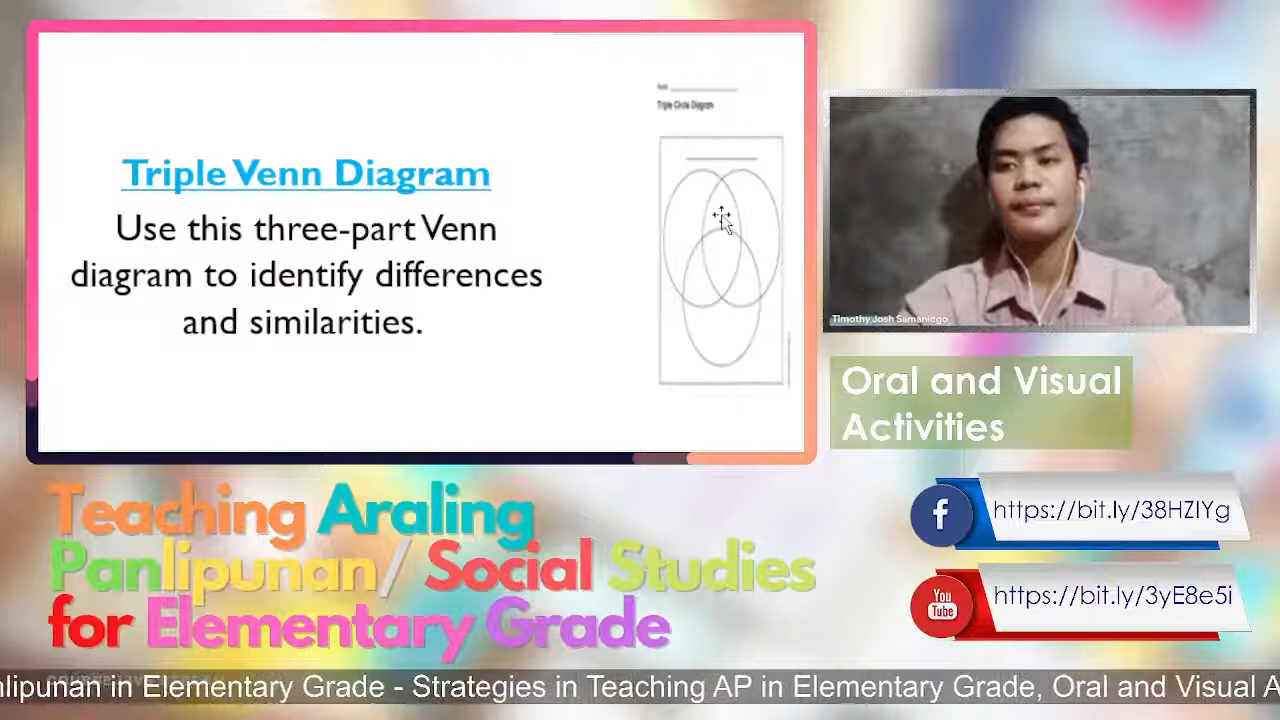 Triple Venn Diagram
Use this three-part Venn
diagram to identify differences
and similarities.
Triple Circle Diagram
Timothy Josh Samaniego
Oral and Visual
Activities
https://bit.ly/38HZIYg
You
Tube
https://bit.ly/3yE8e5i
Teaching Araling
Panlipunan/ Social Studies
for Elementary Grade
nlipunan in Elementary Grade - Strategies in Teaching AP in Elementary Grade, Oral and Visual A